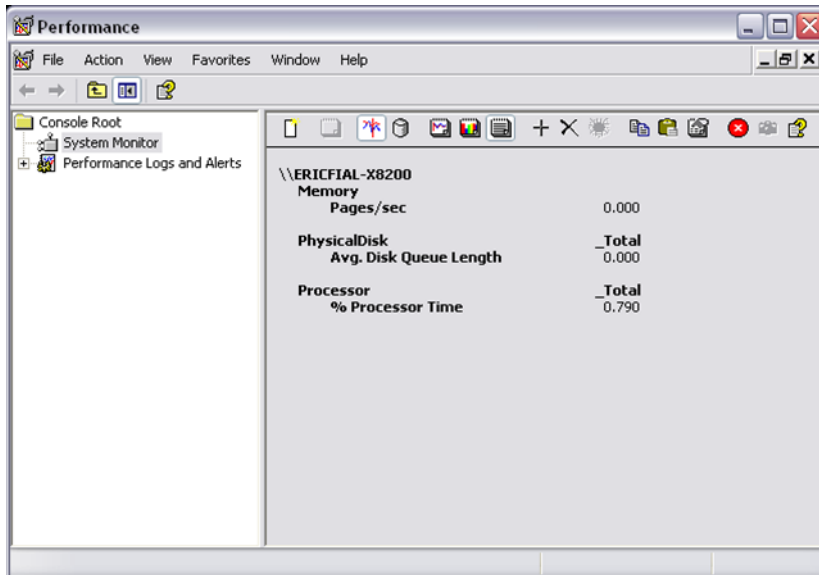 Performance
File Action View Favorites Window Help
Console Root
System Monitor
Performance Logs and Alerts
\\ERICFIAL-X8200
Memory
Pages/sec 0.000
PhysicalDisk _Total
Avg. Disk Queue Length 0.000
Processor _Total
% Processor Time 0.790